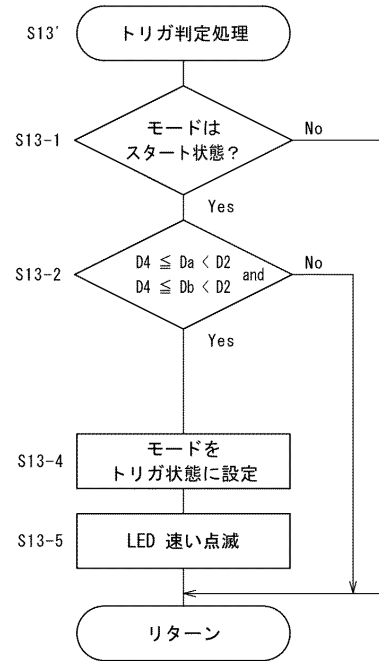 S13'
トリガ判定処理
S13-1
モードは
スタート状態？
No
Yes
S13-2
D4 ≦ Da < D2
and
D4 ≦ Db < D2
No
Yes
S13-4
モードを
トリガ状態に設定
S13-5
LED 速い点滅
リターン